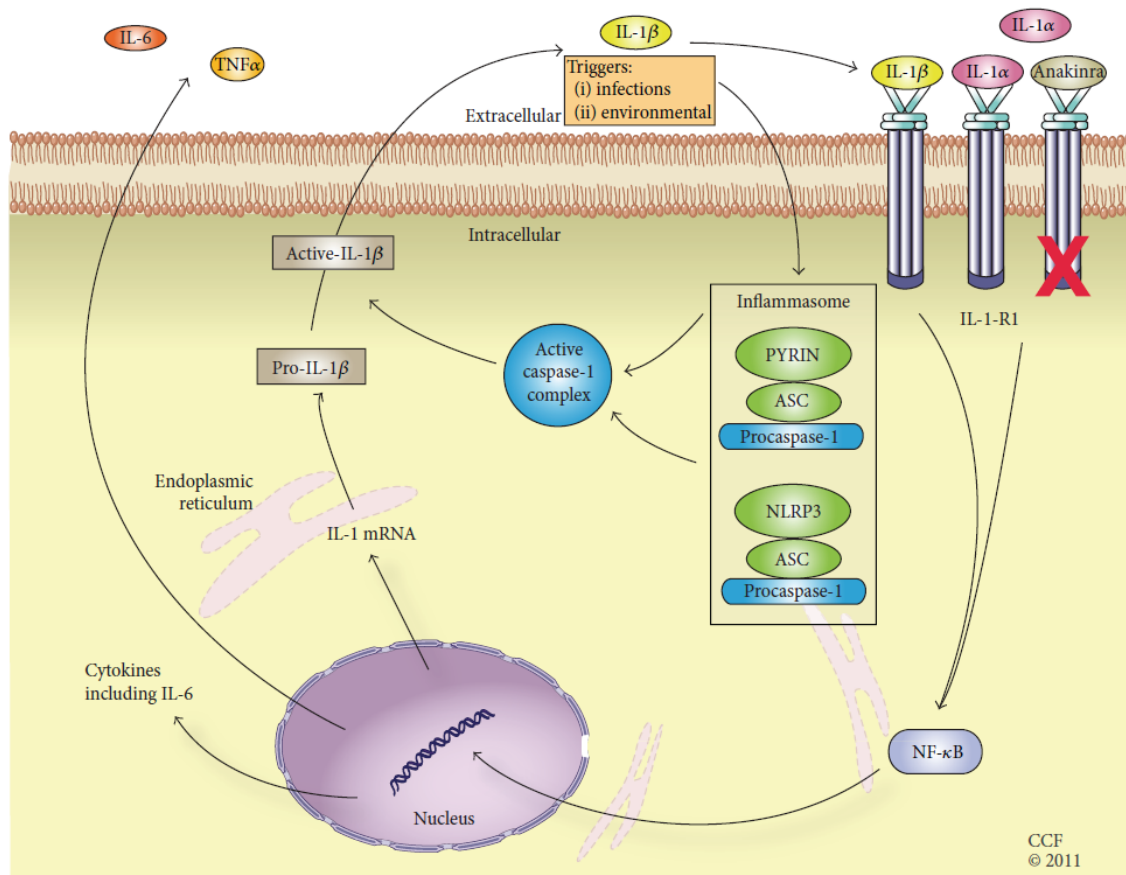 IL-6
TNFα
IL-1β
Triggers:
(i) infections
(ii) environmental
IL-1α
IL-1β
IL-1α
Anakinra
Extracellular
Intracellular
Active-IL-1β
Pro-IL-1β
Active
caspase-1
complex
Inflammasome
PYRIN
ASC
Procaspase-1
NLRP3
ASC
Procaspase-1
IL-1-R1
Endoplasmic
reticulum
IL-1 mRNA
Cytokines
including IL-6
Nucleus
NF-κB
CCF
© 2011